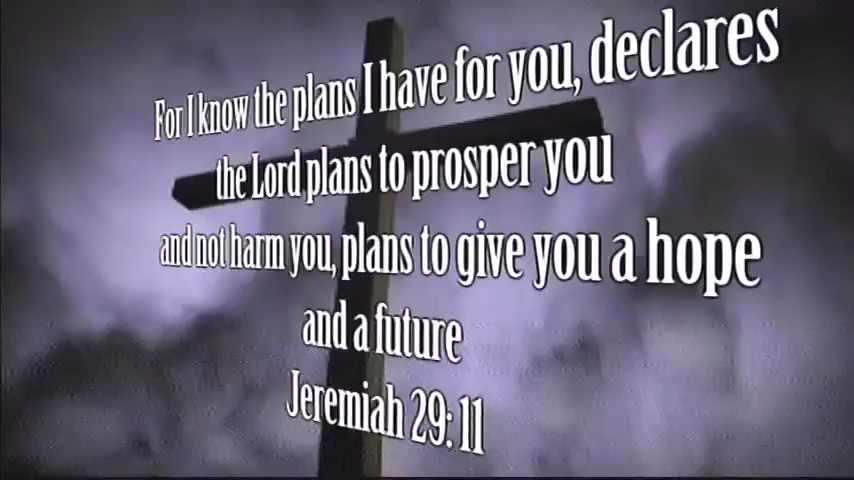 For I know the plans I have for you, declares
the Lord plans to prosper you
and not harm you, plans to give you a hope
and a future
Jeremiah 29:11